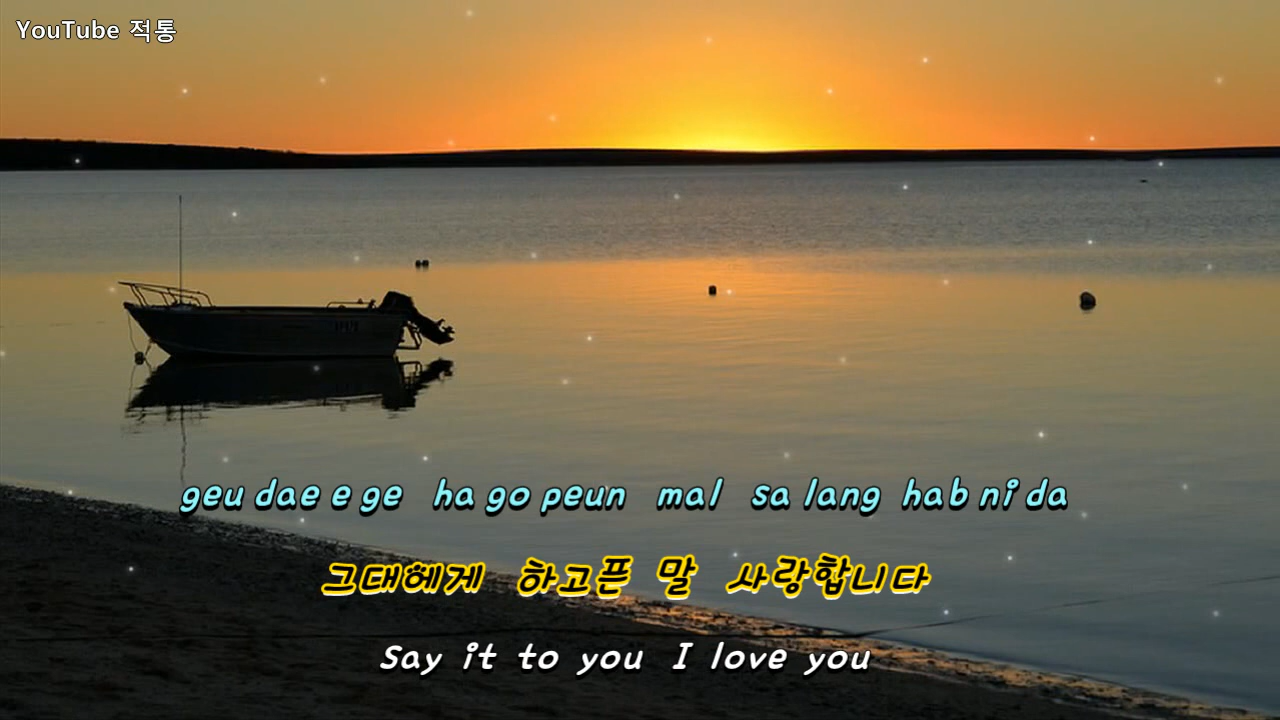 YouTube 적통
geu dae e ge ha go peun mal sa lang hab ni da
그대에게 하고픈 말 사랑합니다
Say it to you I love you